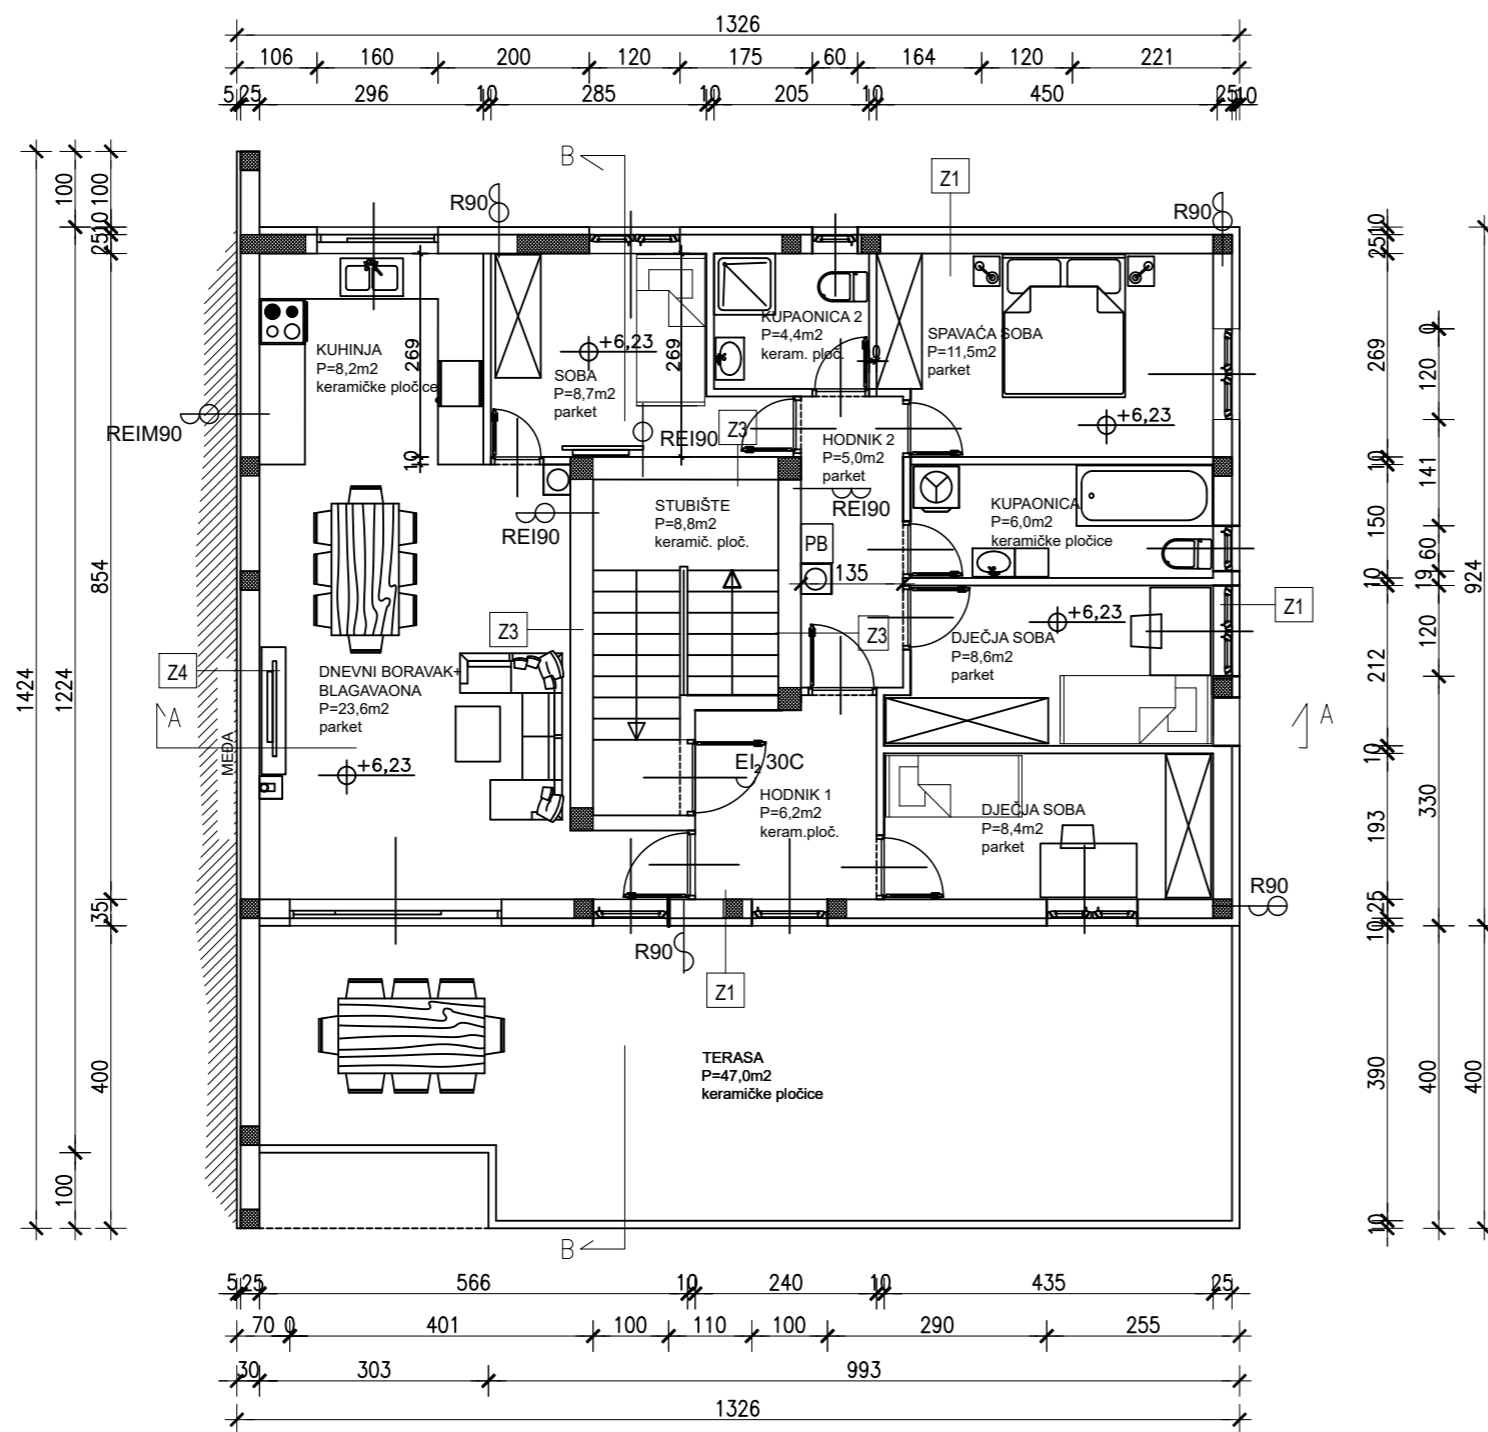 1326
106 160 200 120 175 60 164 120 221
5 25 296 10 285 10 205 10 450 25 10
B
Z1
R90
R90
100
100
10
25
KUHINJA
P=8,2m2
keramičke pločice
269
+6,23
SOBA
P=8,7m2
parket
269
KUPAONICA 2
P=4,4m2
keram. ploč.
SPAVAĆA SOBA
P=11,5m2
parket
+6,23
10
25
269
0
120
REIM90
10
Z3
REI90
HODNIK 2
P=5,0m2
parket
10
141
STUBIŠTE
P=8,8m2
keramič. ploč.
REI90
REI90
KUPAONICA
P=6,0m2
keramičke pločice
150
60
PB
135
854
10
19
924
Z3
Z3
+6,23
DJEČJA SOBA
P=8,6m2
parket
Z1
120
212
1424
1224
Z4
DNEVNI BORAVAK+
BLAGAVAONA
P=23,6m2
parket
A
A
MEĐA
+6,23
EI2 30C
10
HODNIK 1
P=6,2m2
keram.ploč.
DJEČJA SOBA
P=8,4m2
parket
330
193
R90
35
25
10
R90
Z1
TERASA
P=47,0m2
keramičke pločice
400
390
400
400
100
10
B
5 25 566 10 240 10 435 25
70 0 401 100 110 100 290 255
30 303 993
1326